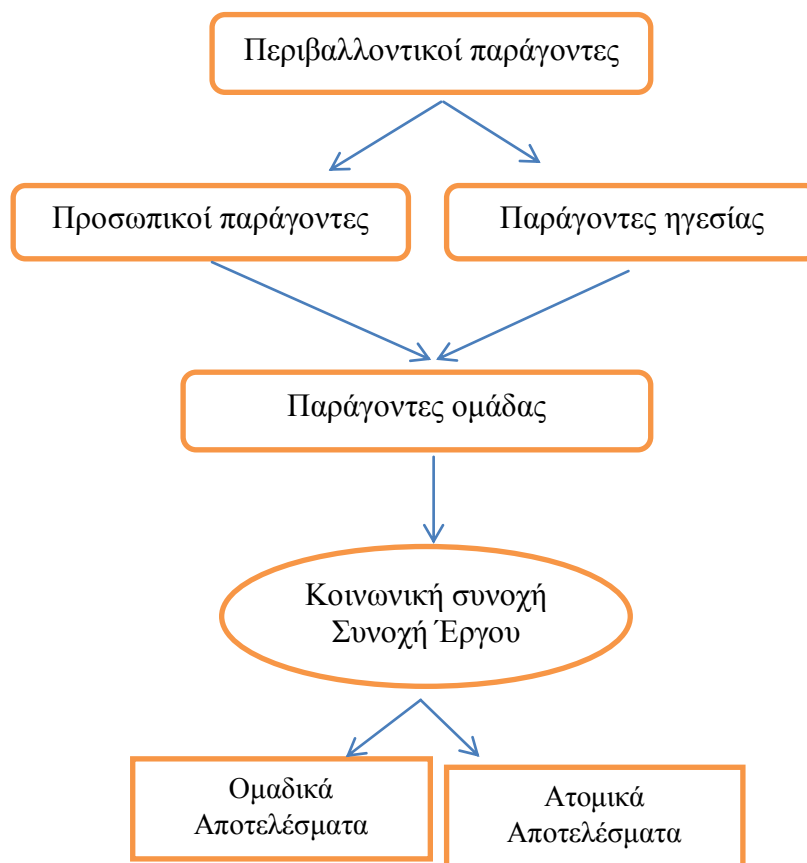 Περιβαλλοντικοί παράγοντες
Προσωπικοί παράγοντες
Παράγοντες ηγεσίας
Παράγοντες ομάδας
Κοινωνική συνοχή
Συνοχή Έργου
Ομαδικά
Αποτελέσματα
Ατομικά
Αποτελέσματα